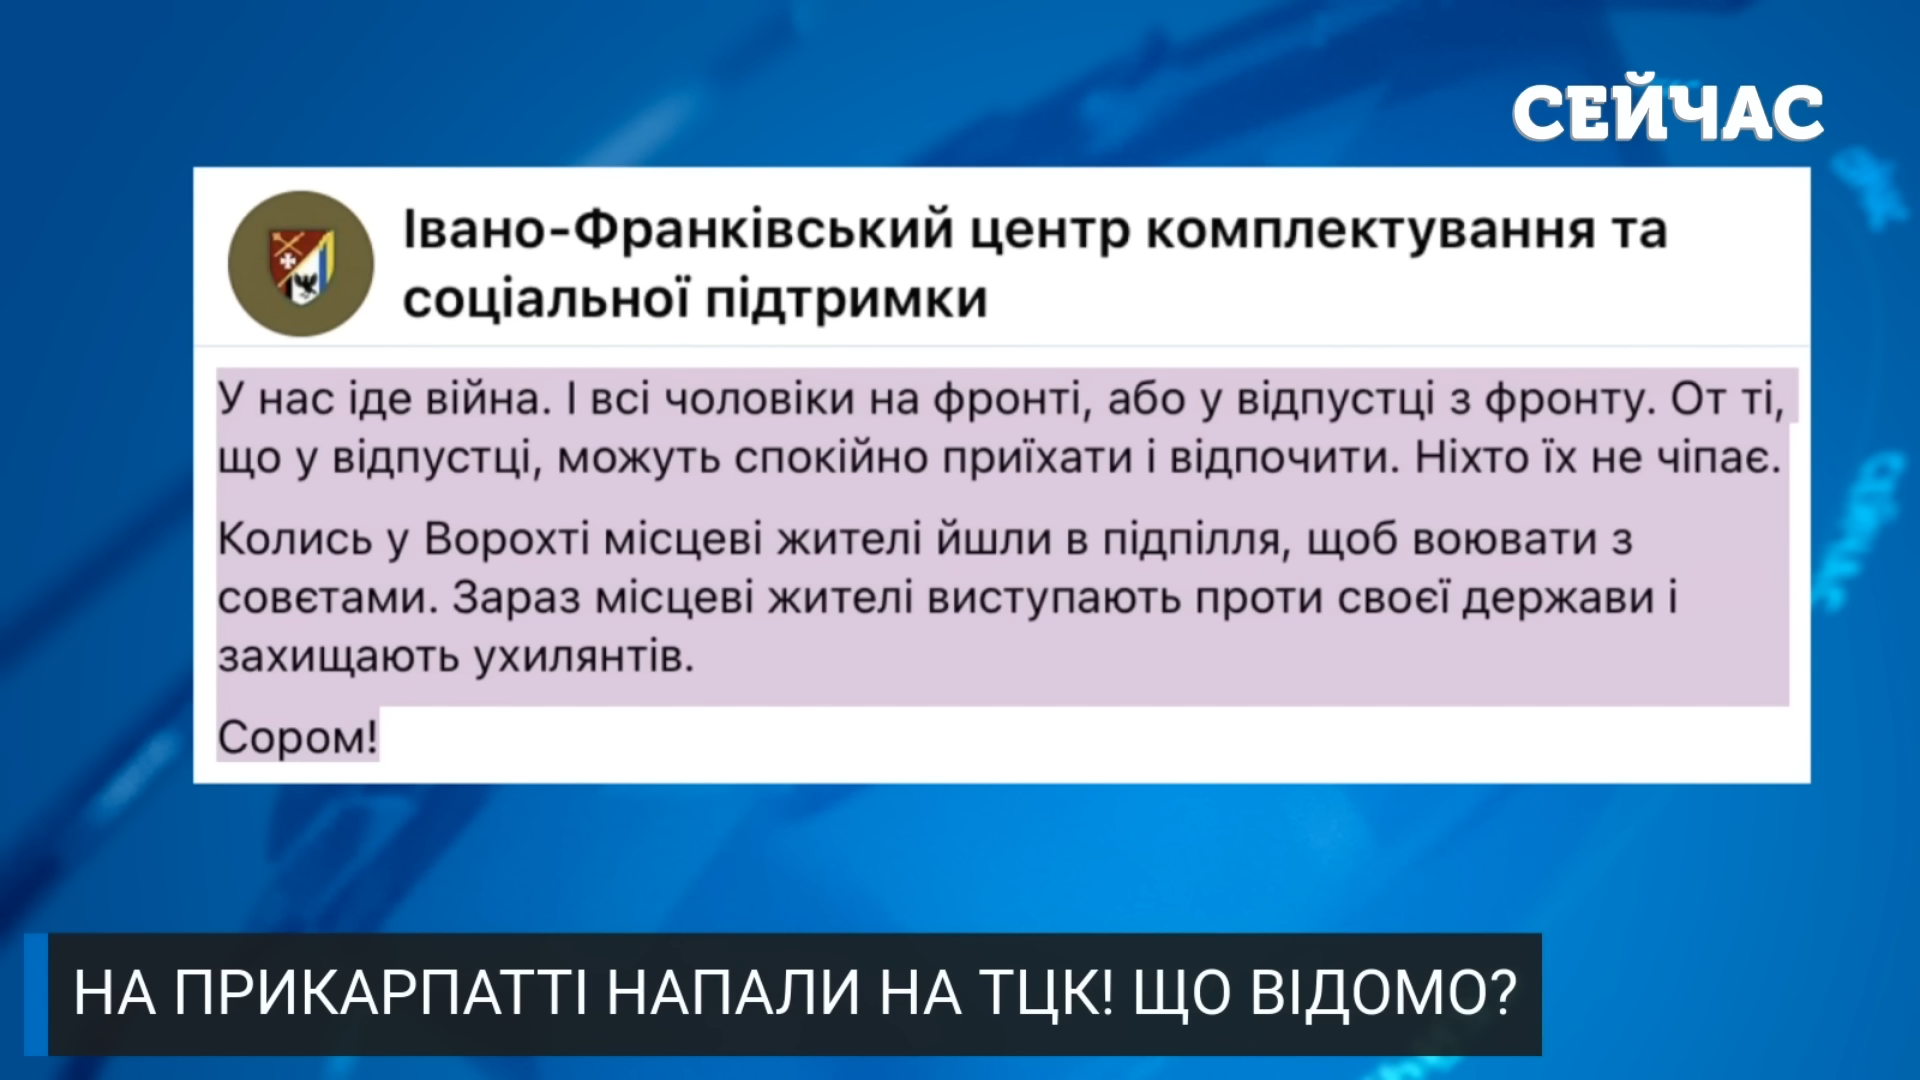 СЕЙЧАС
Івано-Франківський центр комплектування та
соціальної підтримки
У нас іде війна. І всі чоловіки на фронті, або у відпустці з фронту. От ті,
що у відпустці, можуть спокійно приїхати і відпочити. Ніхто їх не чіпає.
Колись у Ворохті місцеві жителі йшли в підпілля, щоб воювати з
совєтами. Зараз місцеві жителі виступають проти своєї держави і
захищають ухилянтів.
Сором!
НА ПРИКАРПАТТІ НАПАЛИ НА ТЦК! ЩО ВІДОМО?